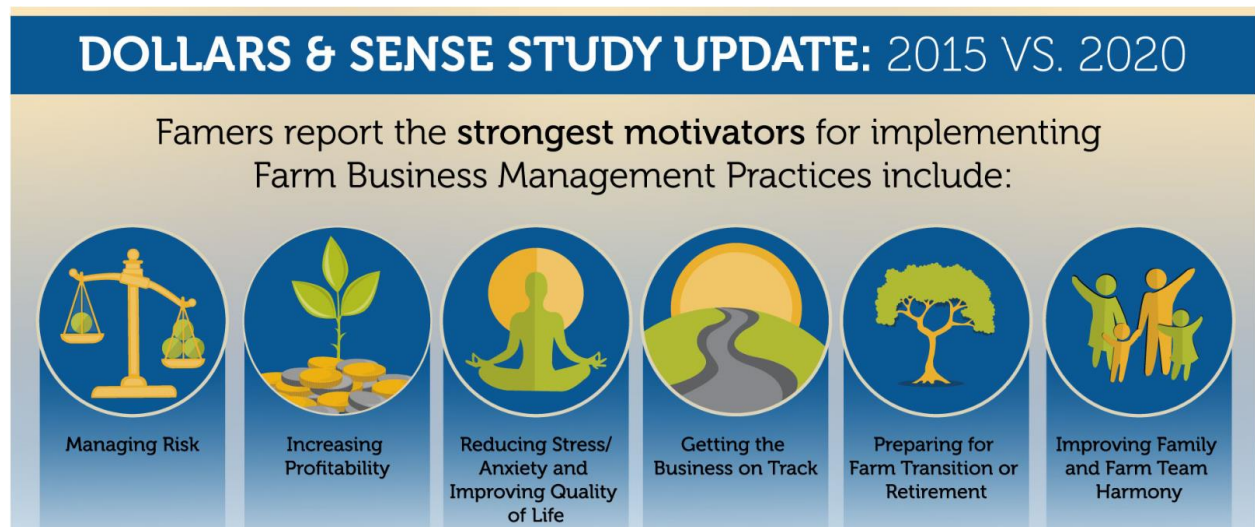 DOLLARS & SENSE STUDY UPDATE: 2015 VS. 2020
Famers report the strongest motivators for implementing
Farm Business Management Practices include:
Managing Risk
Increasing
Profitability
Reducing Stress/
Anxiety and
Improving Quality
of Life
Getting the
Business on Track
Preparing for
Farm Transition or
Retirement
Improving Family
and Farm Team
Harmony